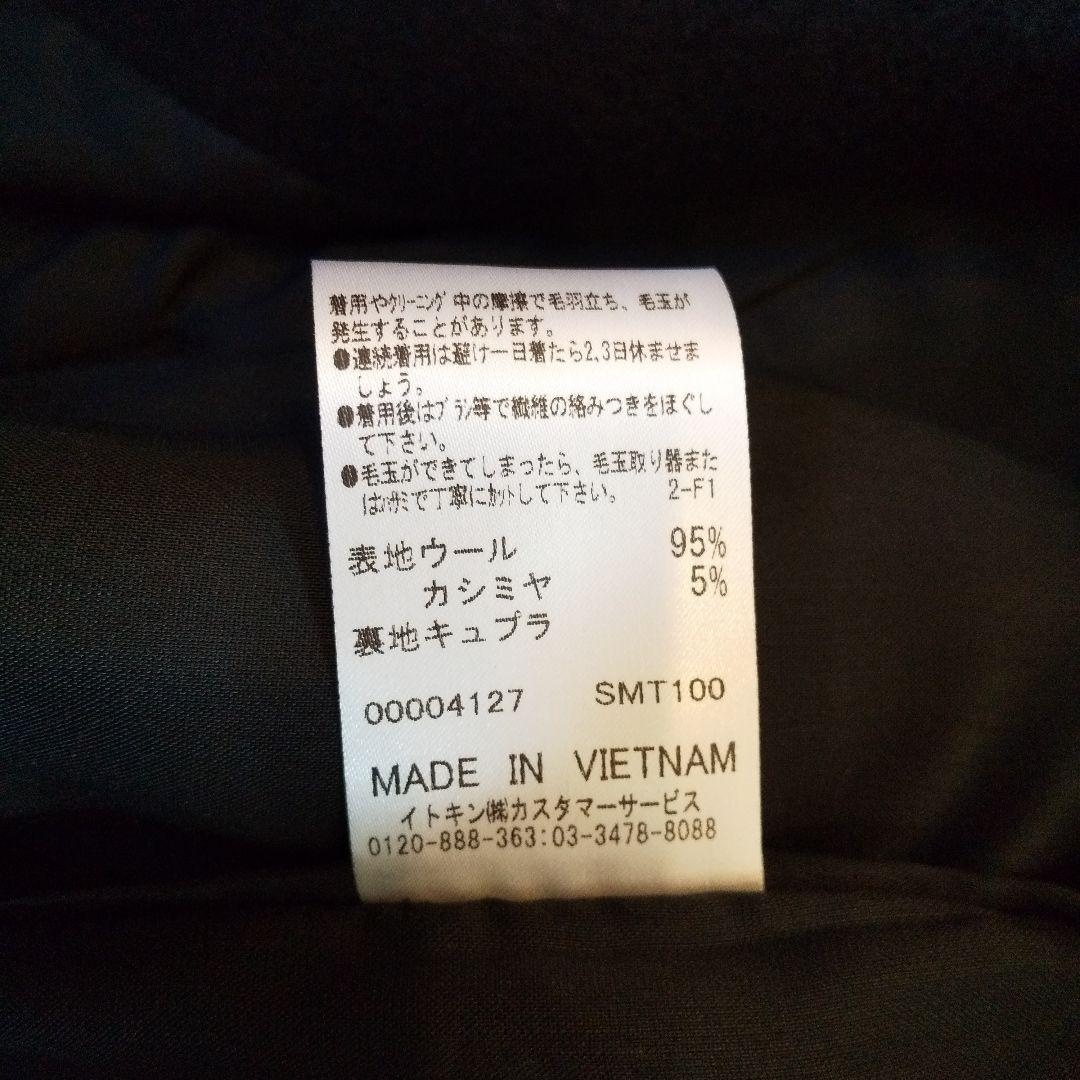 着用やｸﾘｰﾆﾝｸﾞ中の摩擦で毛羽立ち、毛玉が
発生することがあります。
●連続着用は避け一日着たら2,3日休ませま
しょう。
●着用後はﾌﾞﾗｼ等で繊維の絡みつきをほぐし
て下さい。
●毛玉ができてしまったら、毛玉取り器また
はﾊｻﾐで丁寧にｶｯﾄして下さい。 2-F1
表地ウール 95%
カシミヤ 5%
裏地キュプラ
00004127 SMT100
MADE IN VIETNAM
イトキン㈱カスタマーサービス
0120-888-363:03-3478-8088